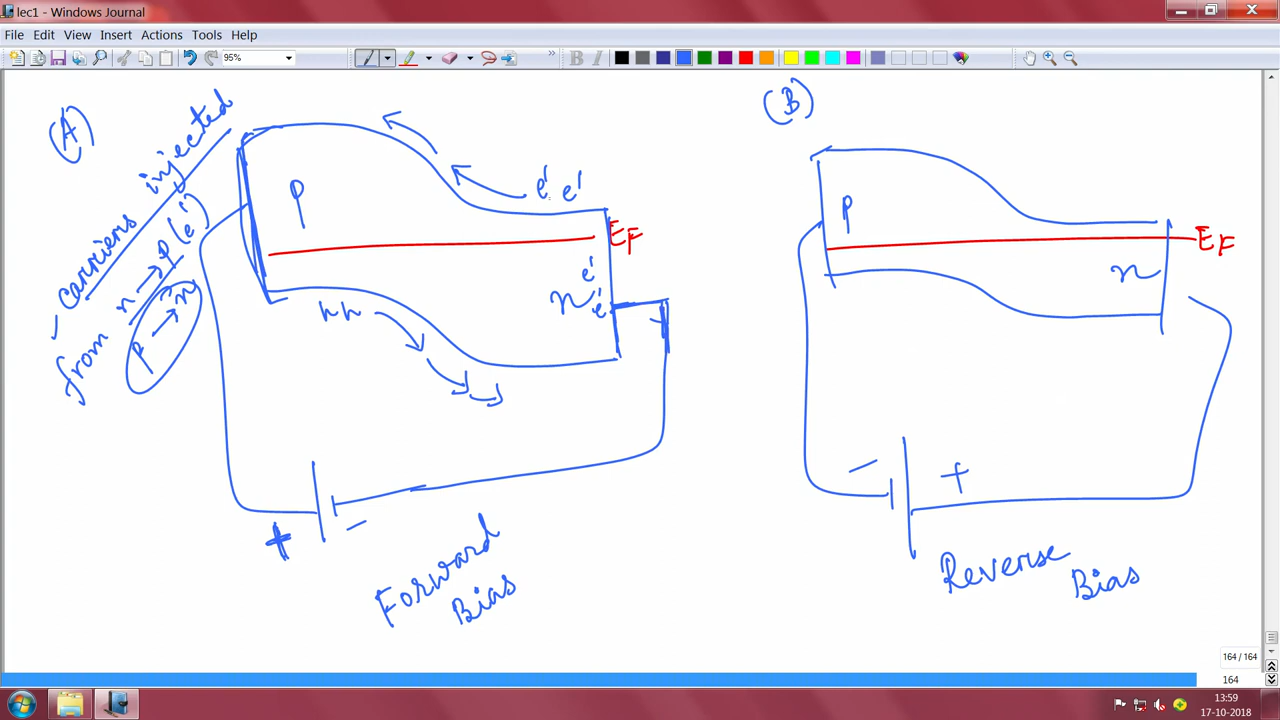 lec1 - Windows Journal
File Edit View Insert Actions Tools Help
95%
(A)
carriers injected
from n → p (e')
p → n
p
e' e'
EF
e'
n e'
h h
+
-
Forward
Bias
(B)
p
EF
n
-
+
Reverse
Bias
164 / 164
164
13:59
17-10-2018